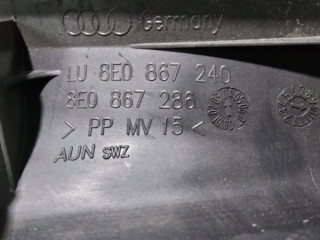 Germany
LU 8E0 867 240
8E0 867 286
> PP MV 15 <
AUN SWZ